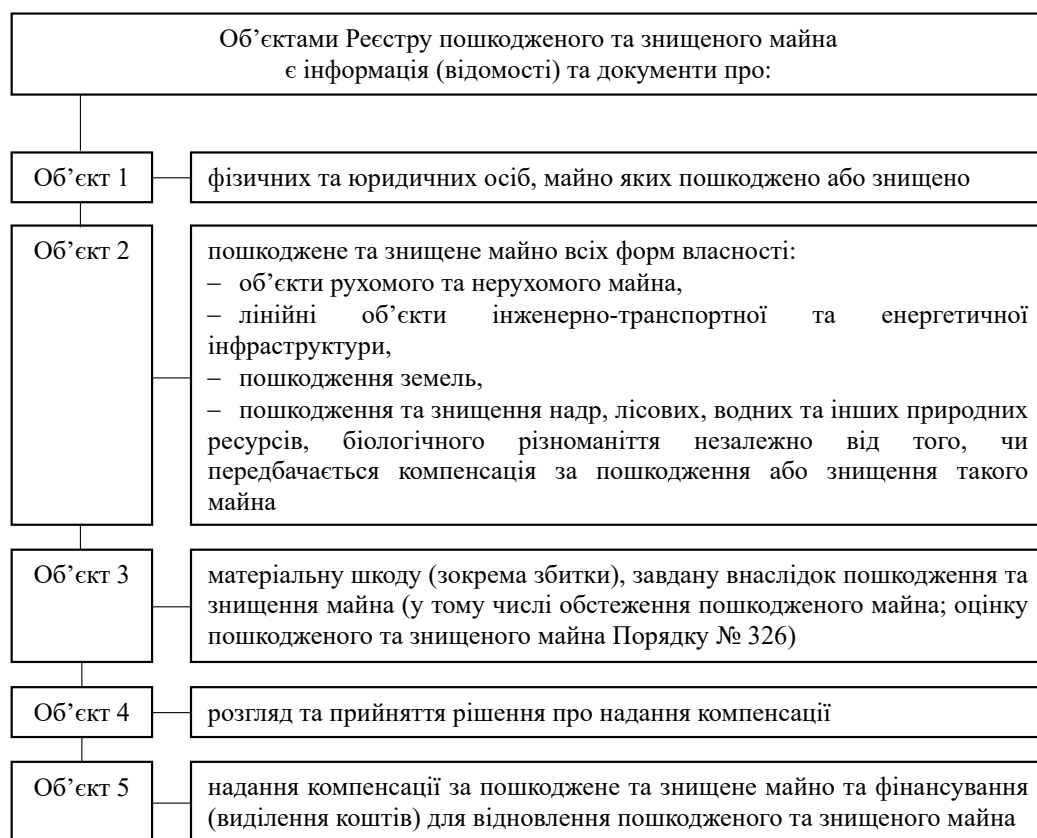 Об’єктами Реєстру пошкодженого та знищеного майна
є інформація (відомості) та документи про:
Об’єкт 1
фізичних та юридичних осіб, майно яких пошкоджено або знищено
Об’єкт 2
пошкоджене та знищене майно всіх форм власності:
– об’єкти рухомого та нерухомого майна,
– лінійні об’єкти інженерно-транспортної та енергетичної
інфраструктури,
– пошкодження земель,
– пошкодження та знищення надр, лісових, водних та інших природних
ресурсів, біологічного різноманіття незалежно від того, чи
передбачається компенсація за пошкодження або знищення такого
майна
Об’єкт 3
матеріальну шкоду (зокрема збитки), завдану внаслідок пошкодження та
знищення майна (у тому числі обстеження пошкодженого майна; оцінку
пошкодженого та знищеного майна Порядку № 326)
Об’єкт 4
розгляд та прийняття рішення про надання компенсації
Об’єкт 5
надання компенсації за пошкоджене та знищене майно та фінансування
(виділення коштів) для відновлення пошкодженого та знищеного майна